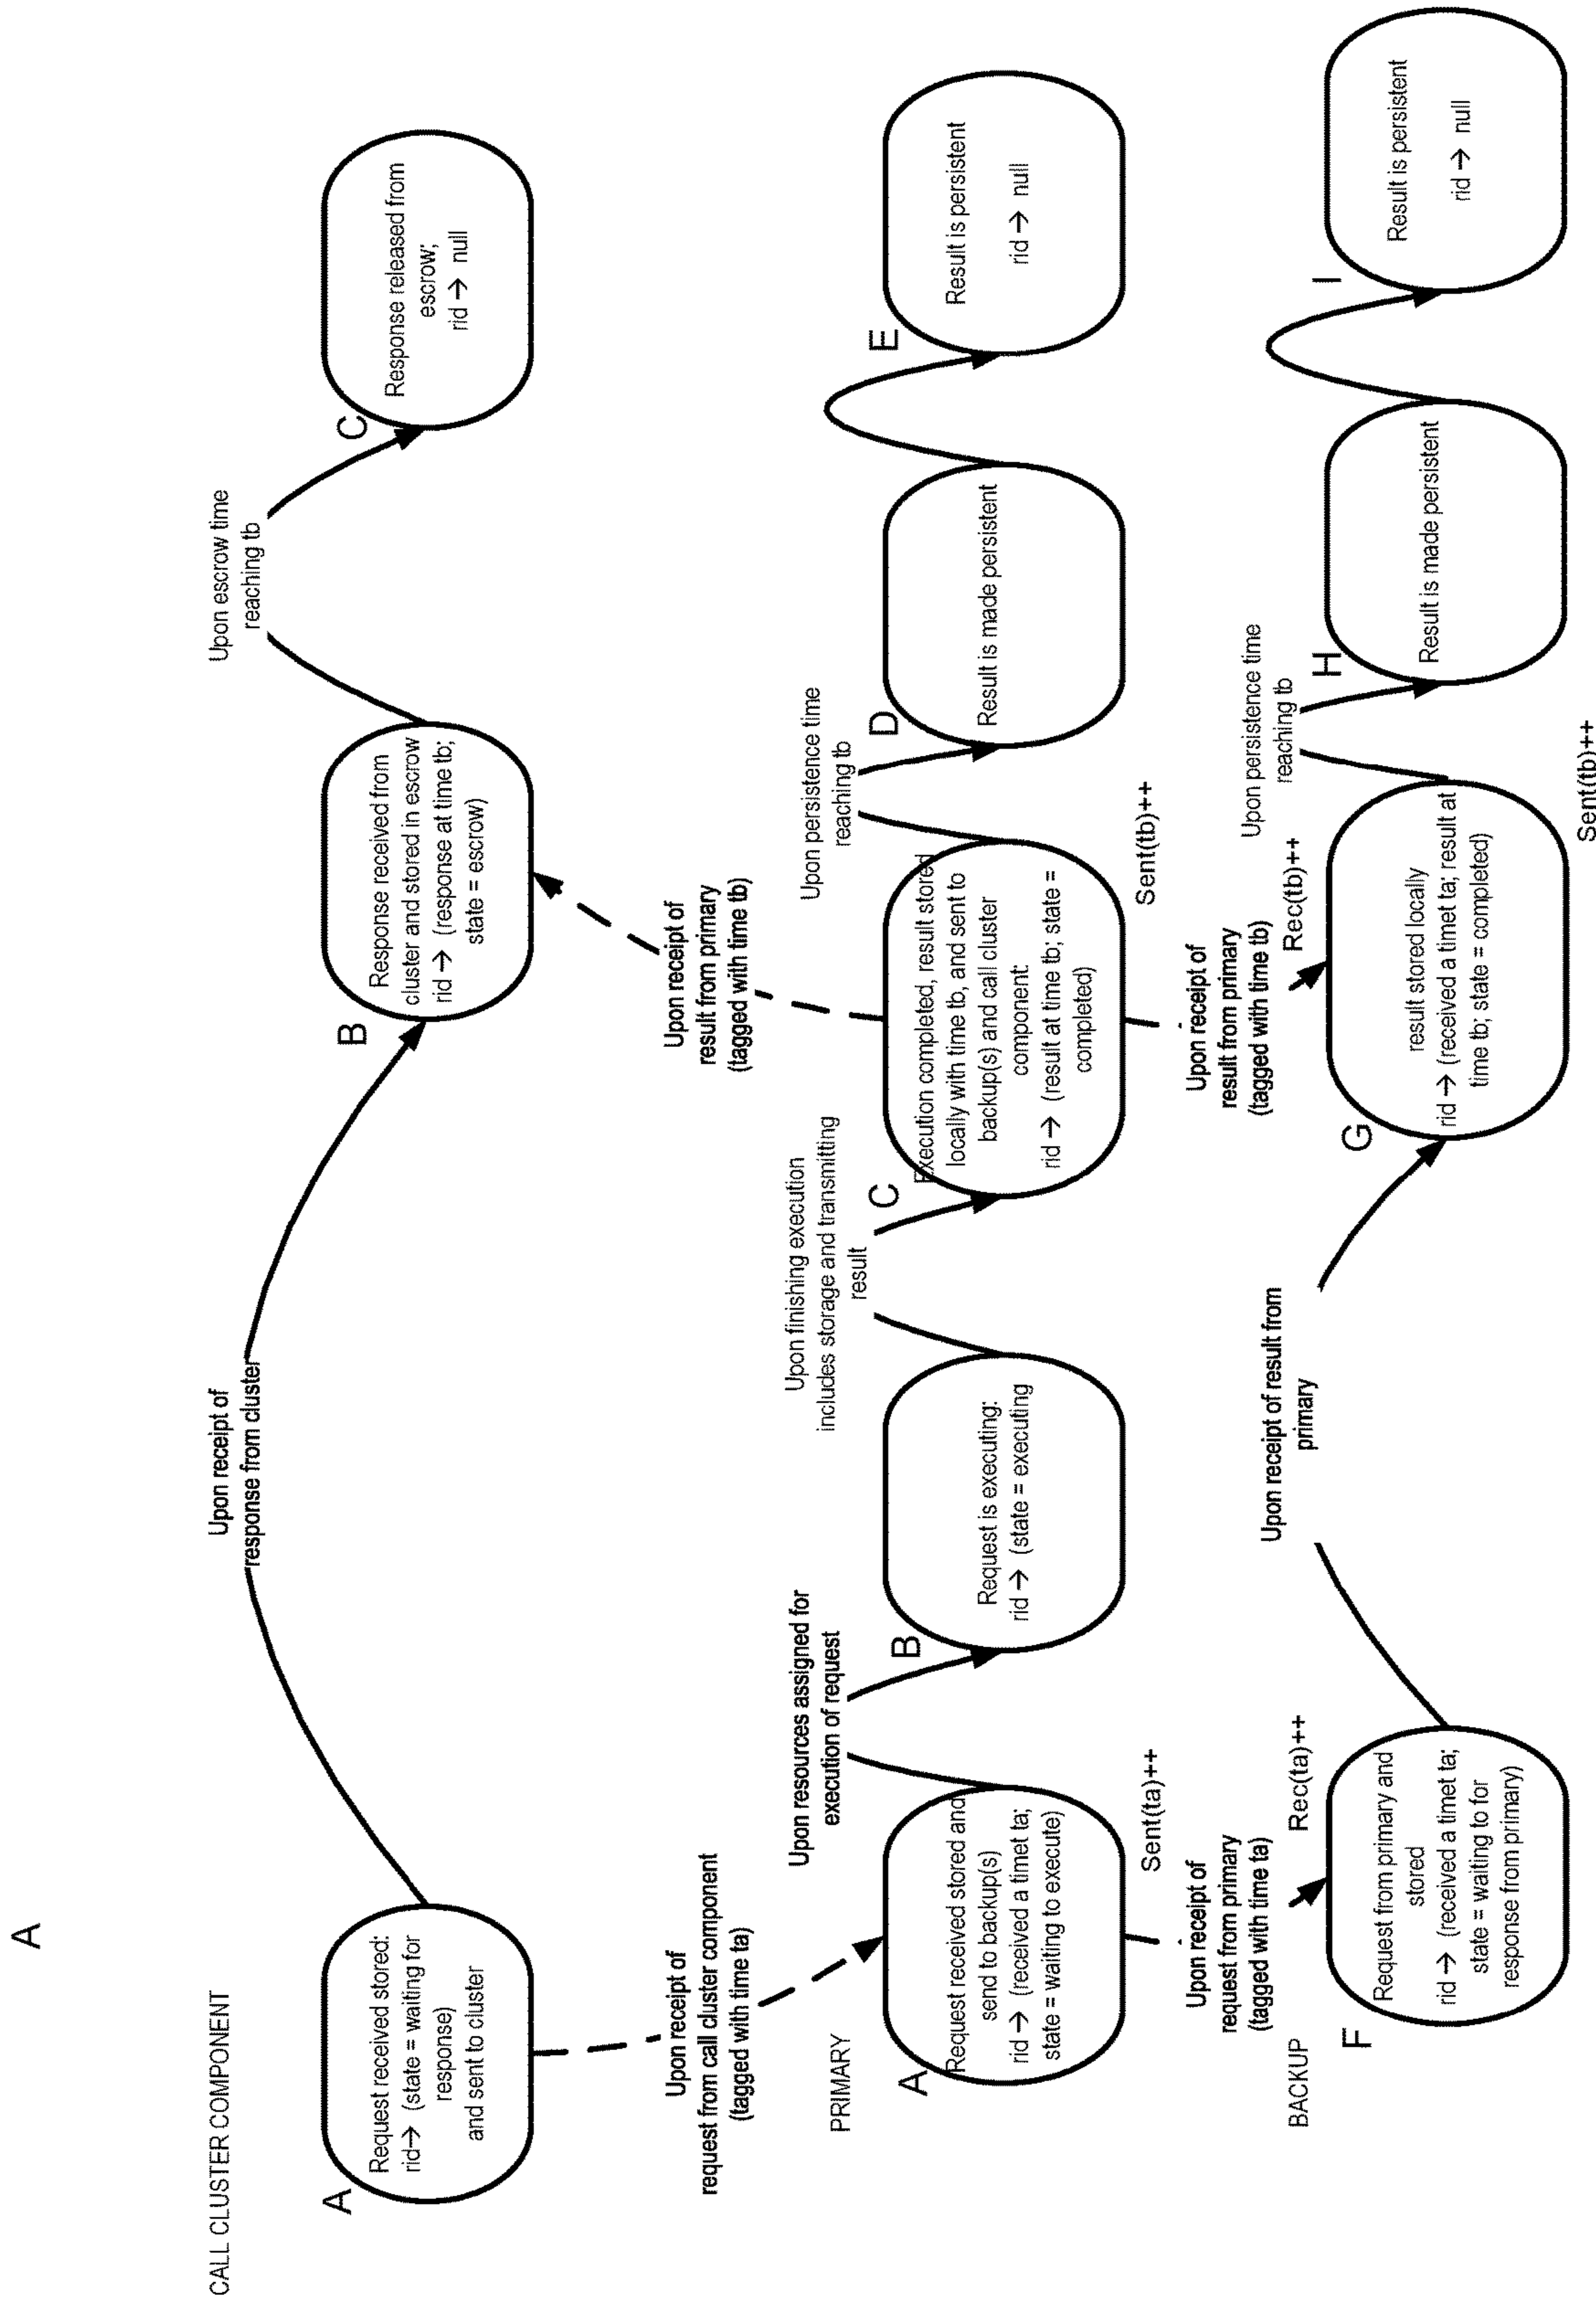 A
CALL CLUSTER COMPONENT
A
Request received stored:
rid→ (state = waiting for
response)
and sent to cluster
Upon receipt of
response from cluster
B
Response received from
cluster and stored in escrow
rid → (response at time tb;
state = escrow)
Upon escrow time
reaching tb
C
Response released from
escrow;
rid → null
Upon receipt of
request from call cluster component
(tagged with time ta)
Upon receipt of
result from primary
(tagged with time tb)
PRIMARY
A
Request received stored and
send to backup(s)
rid → (received a timet ta;
state = waiting to execute)
Sent(ta)++
Upon resources assigned for
execution of request
B
Request is executing:
rid → (state = executing
Upon finishing execution
includes storage and transmitting
result
C
Execution completed, result stored
locally with time tb, and sent to
backup(s) and call cluster
component:
rid → (result at time tb; state =
completed)
Sent(tb)++
Upon persistence time
reaching tb
D
Result is made persistent
E
Result is persistent
rid → null
Upon receipt of
request from primary
(tagged with time ta)
Rec(ta)++
Upon receipt of
result from primary
(tagged with time tb)
Rec(tb)++
BACKUP
F
Request from primary and
stored
rid → (received a timet ta;
state = waiting to for
response from primary)
Upon receipt of result from
primary
G
result stored locally
rid → (received a timet ta; result at
time tb; state = completed)
Sent(tb)++
Upon persistence time
reaching tb
H
Result is made persistent
I
Result is persistent
rid → null